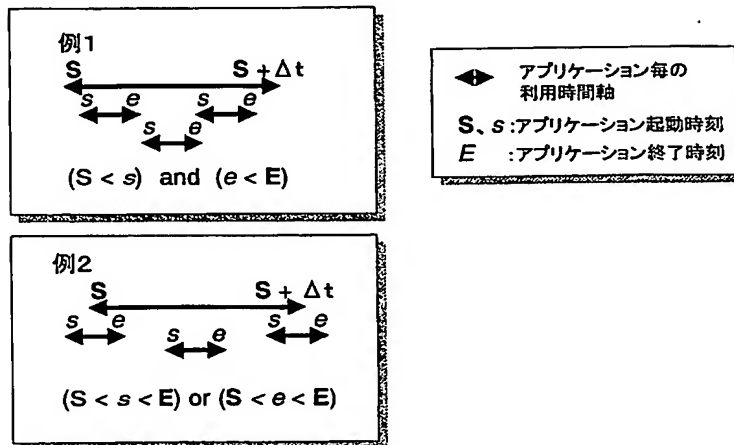 例1
S S + Δt
s e s e
s e
(S < s) and (e < E)
例2
S S + Δt
s e s e s e
(S < s < E) or (S < e < E)
アプリケーション毎の
利用時間軸
S、s :アプリケーション起動時刻
E :アプリケーション終了時刻